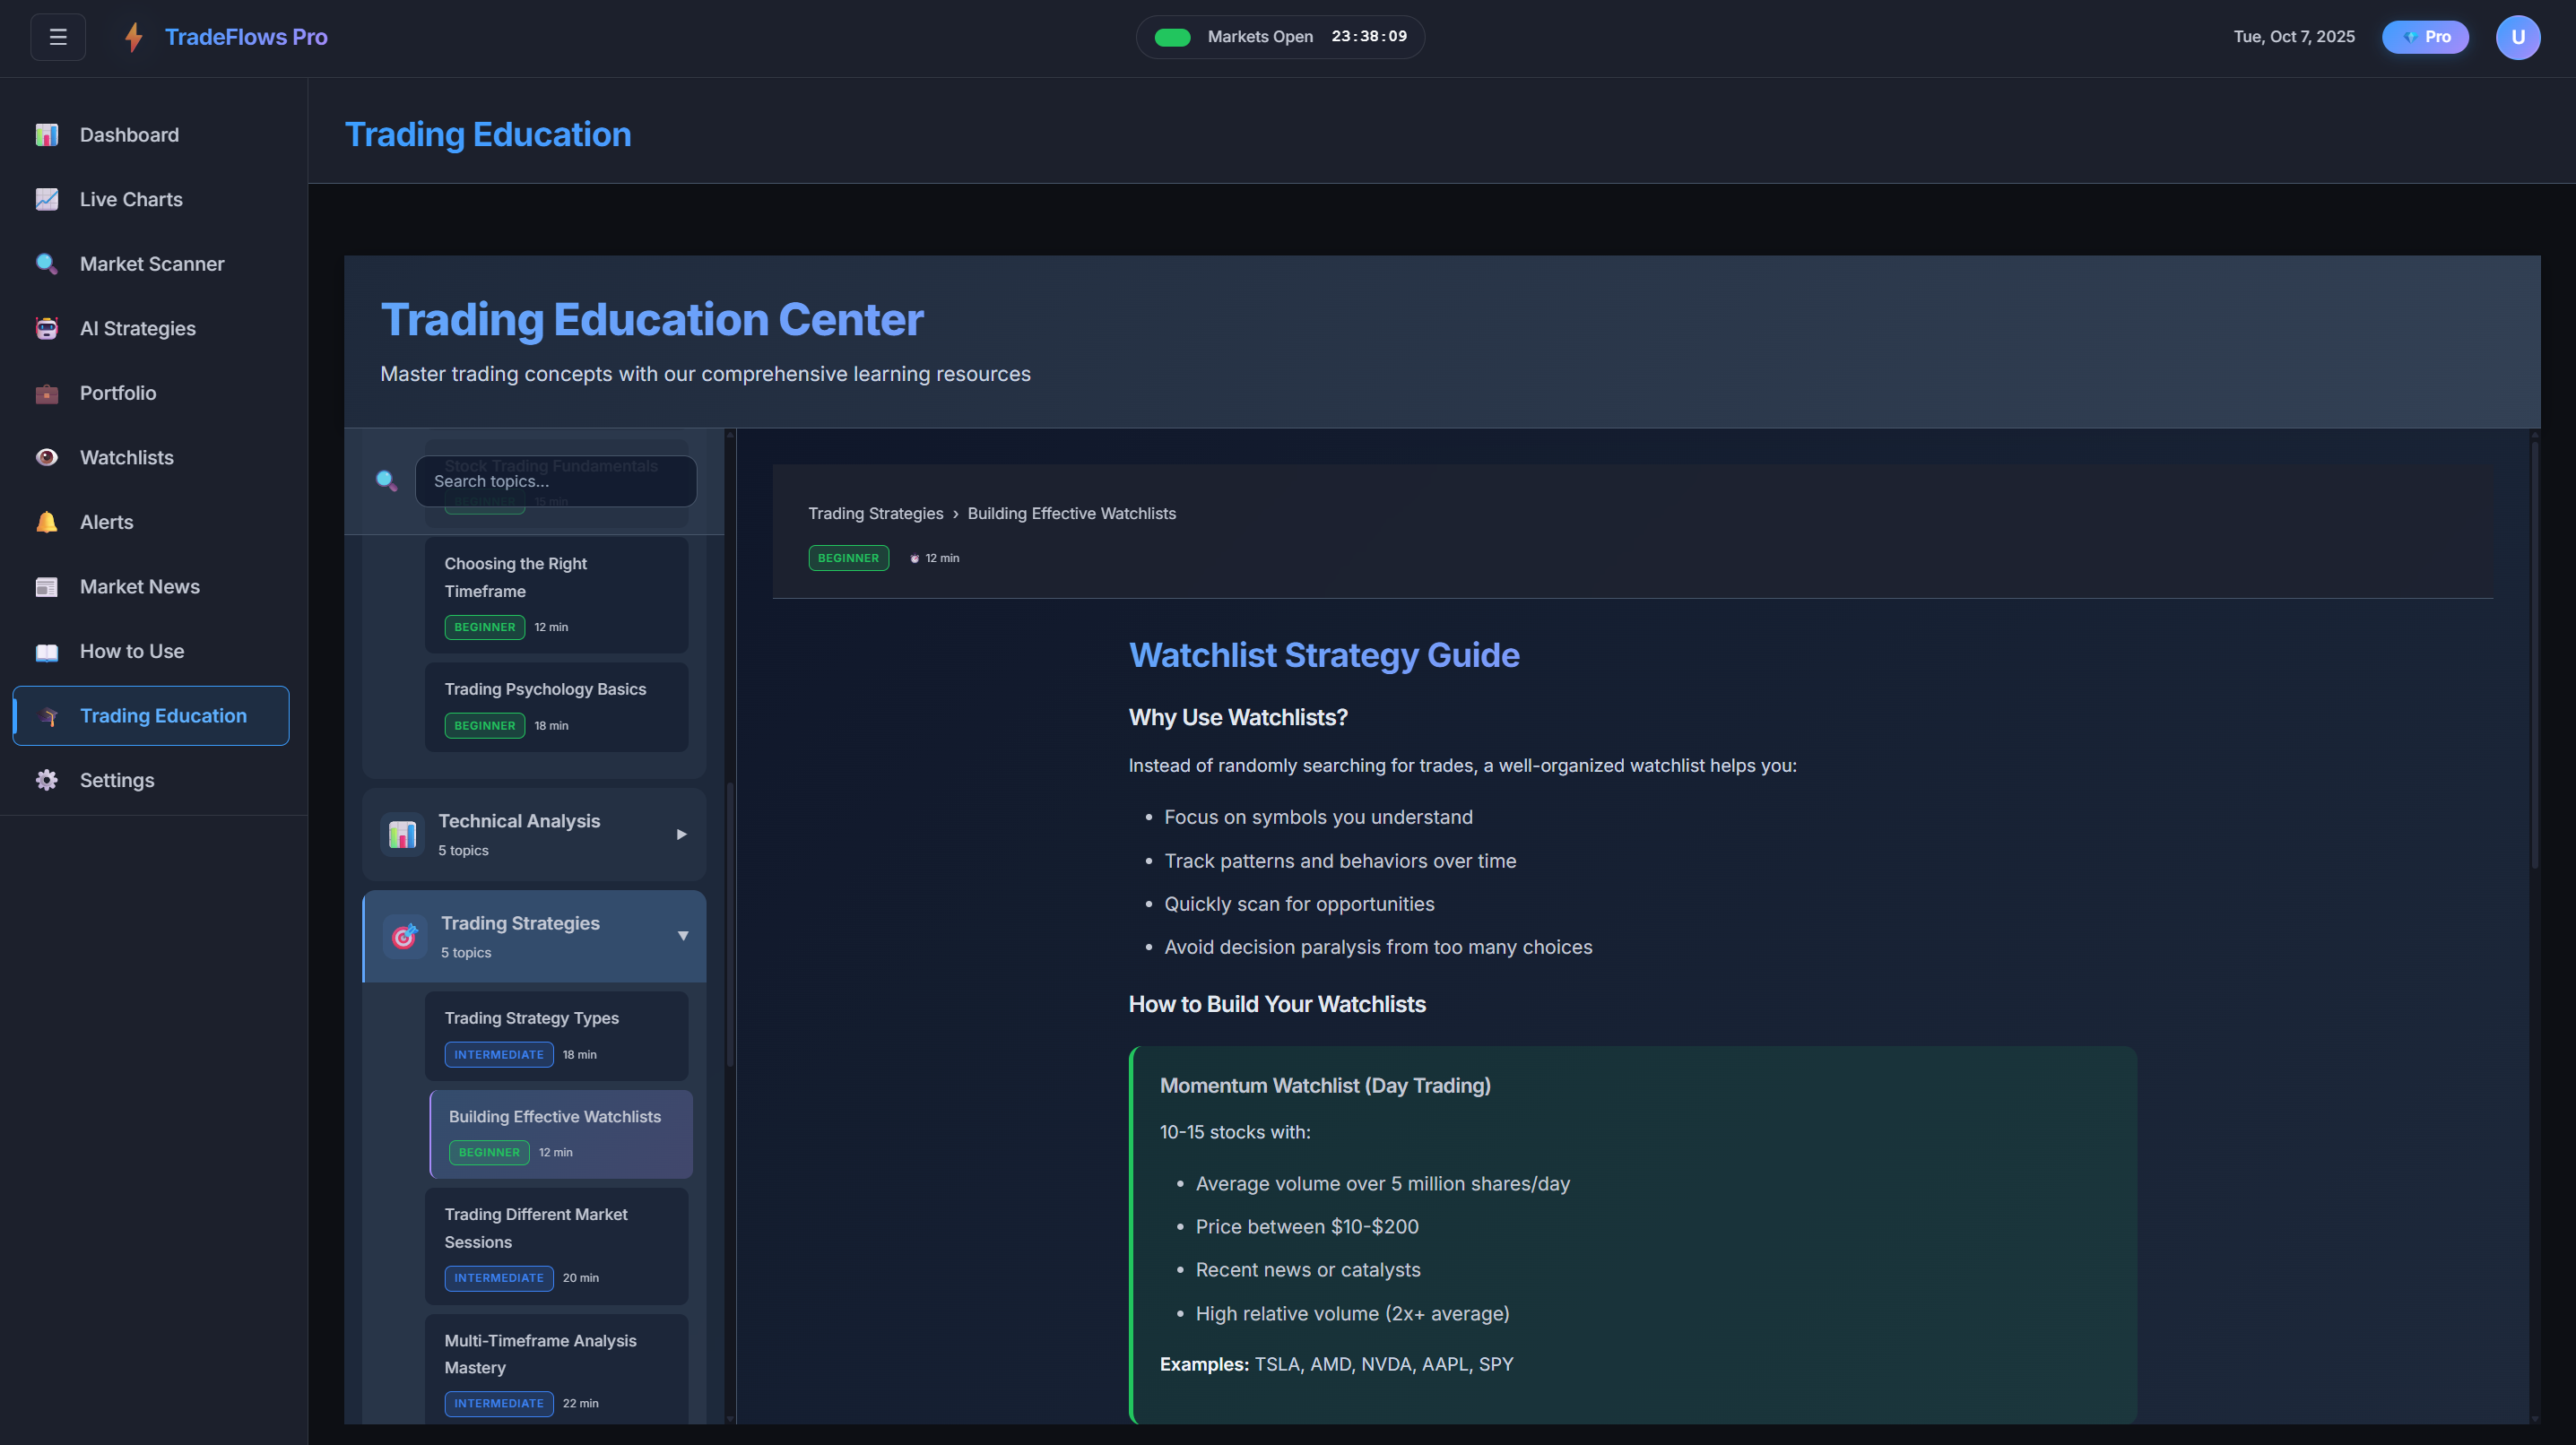 TradeFlows Pro
Markets Open 23:38:09
Tue, Oct 7, 2025
Pro
U
Dashboard
Live Charts
Market Scanner
AI Strategies
Portfolio
Watchlists
Alerts
Market News
How to Use
Trading Education
Settings
Trading Education
Trading Education Center
Master trading concepts with our comprehensive learning resources
Stock Trading Fundamentals
Search topics...
BEGINNER 15 min
Choosing the Right
Timeframe
BEGINNER 12 min
Trading Psychology Basics
BEGINNER 18 min
Technical Analysis
5 topics
Trading Strategies
5 topics
Trading Strategy Types
INTERMEDIATE 18 min
Building Effective Watchlists
BEGINNER 12 min
Trading Different Market
Sessions
INTERMEDIATE 20 min
Multi-Timeframe Analysis
Mastery
INTERMEDIATE 22 min
Trading Strategies › Building Effective Watchlists
BEGINNER 12 min
Watchlist Strategy Guide
Why Use Watchlists?
Instead of randomly searching for trades, a well-organized watchlist helps you:
• Focus on symbols you understand
• Track patterns and behaviors over time
• Quickly scan for opportunities
• Avoid decision paralysis from too many choices
How to Build Your Watchlists
Momentum Watchlist (Day Trading)
10-15 stocks with:
• Average volume over 5 million shares/day
• Price between $10-$200
• Recent news or catalysts
• High relative volume (2x+ average)
Examples: TSLA, AMD, NVDA, AAPL, SPY